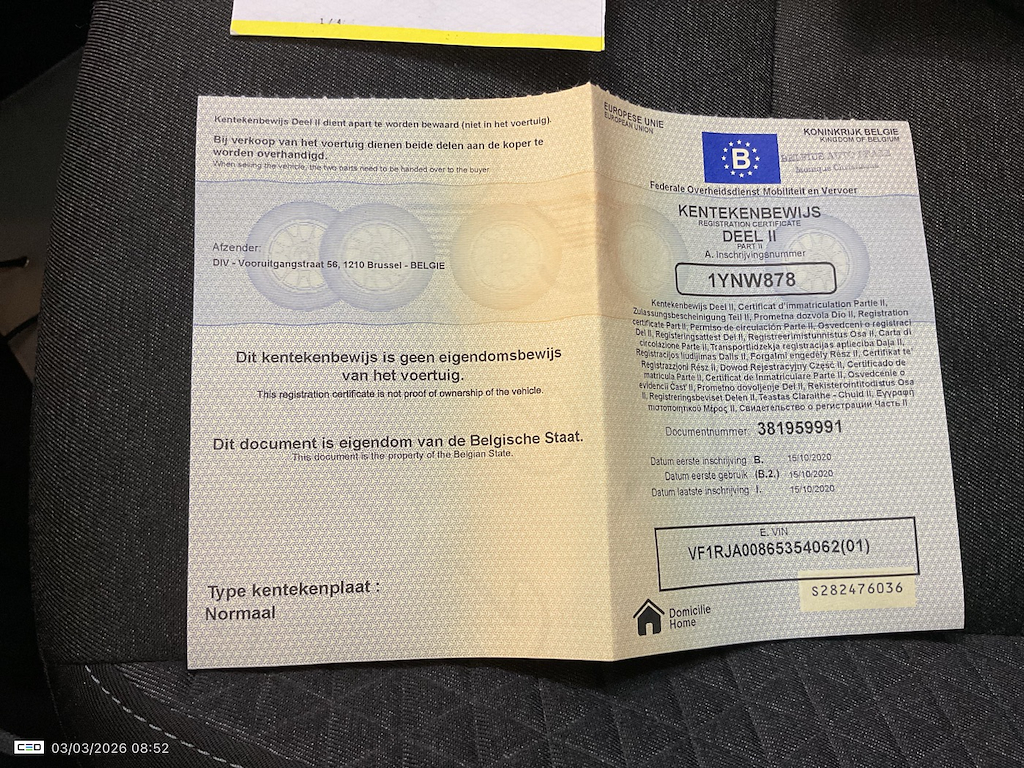 1 / 4
Kentekenbewijs Deel II dient apart te worden bewaard (niet in het voertuig).
Bij verkoop van het voertuig dienen beide delen aan de koper te
worden overhandigd.
When selling the vehicle, the two parts need to be handed over to the buyer.
Afzender:
DIV - Vooruitgangstraat 56, 1210 Brussel - BELGIE
Dit kentekenbewijs is geen eigendomsbewijs
van het voertuig.
This registration certificate is not proof of ownership of the vehicle.
Dit document is eigendom van de Belgische Staat.
This document is the property of the Belgian State.
Type kentekenplaat :
Normaal
EUROPESE UNIE
EUROPEAN UNION
B
KONINKRIJK BELGIE
KINGDOM OF BELGIUM
Federale Overheidsdienst Mobiliteit en Vervoer
KENTEKENBEWIJS
REGISTRATION CERTIFICATE
DEEL II
PART II
A. Inschrijvingsnummer
1YNW878
Kentekenbewijs Deel II, Certificat d'immatriculation Partie II,
Zulassungsbescheinigung Teil II, Prometna dozvola Dio II, Registration
certificate Part II, Permiso de circulación Parte II, Osvedceni o registraci
Del II, Registreringsattest Del II, Registreerimistunnistus Osa II, Carta di
circolazione Parte II, Transportlidzekja registracijas aplieciba Daļa II,
Registracijos liudijimas Dalis II, Forgalmi engedély Rész II, Certifikat ta'
Registrazzjoni Rész II, Dowod Rejestracyjny Część II, Certificado de
matricula Parte II, Certificat de Inmatriculare Parte II, Osvedcenie o
evidencii Cast' II, Prometno dovoljenje Del II, Rekisterointitodistus Osa
II, Registreringsbeviset Delen II, Teastas Claraithe - Chuid II, Εγγραφή
πιστοποιητικού Μέρος II, Свидетельство о регистрации Часть II
Documentnummer: 381959991
Datum eerste inschrijving B. 15/10/2020
Datum eerste gebruik (B.2.) 15/10/2020
Datum laatste inschrijving I. 15/10/2020
E. VIN
VF1RJA00865354062(01)
S282476036
Domicilie
Home
CEO 03/03/2026 08:52